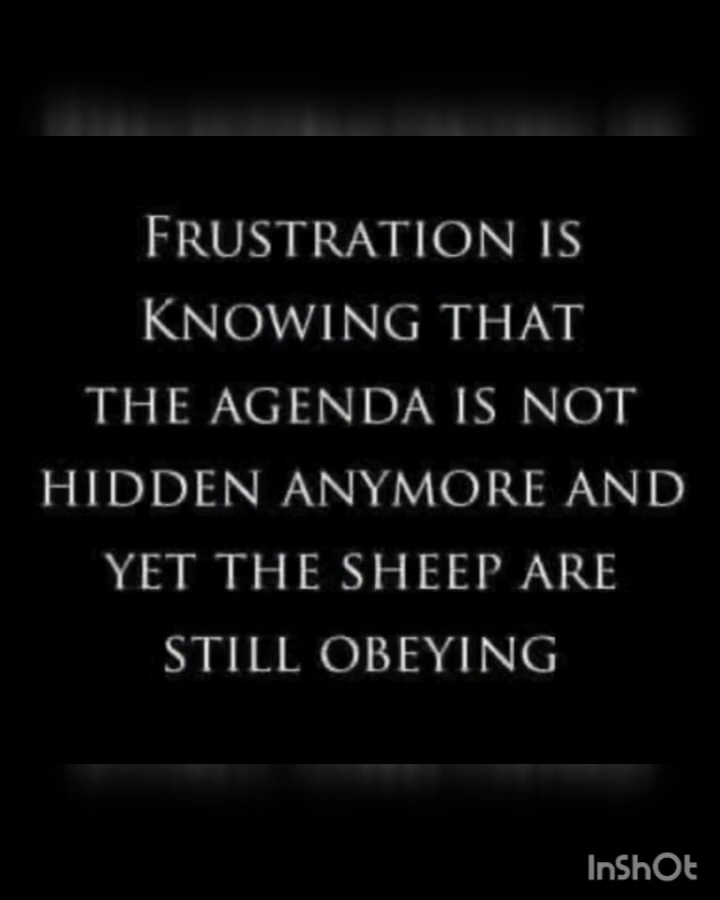 FRUSTRATION IS
KNOWING THAT
THE AGENDA IS NOT
HIDDEN ANYMORE AND
YET THE SHEEP ARE
STILL OBEYING
InShOt